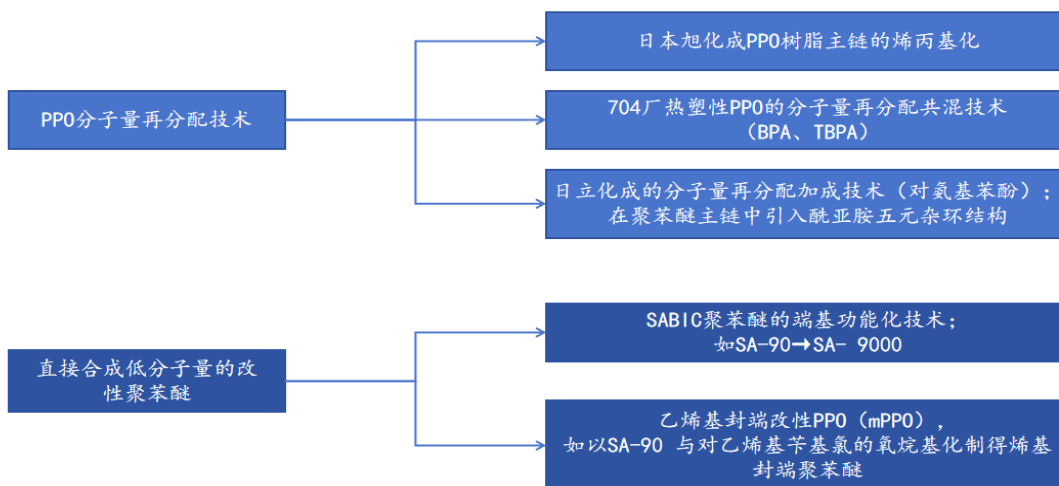 PPO分子量再分配技术
日本旭化成PPO树脂主链的烯丙基化
704厂热塑性PPO的分子量再分配共混技术
（BPA、TBPA）
日立化成的分子量再分配加成技术（对氨基苯酚）；
在聚苯醚主链中引入酰亚胺五元杂环结构
直接合成低分子量的改
性聚苯醚
SABIC聚苯醚的端基功能化技术；
如SA-90→SA- 9000
乙烯基封端改性PPO（mPPO），
如以SA-90 与对乙烯基苄基氯的氧烷基化制得烯基
封端聚苯醚